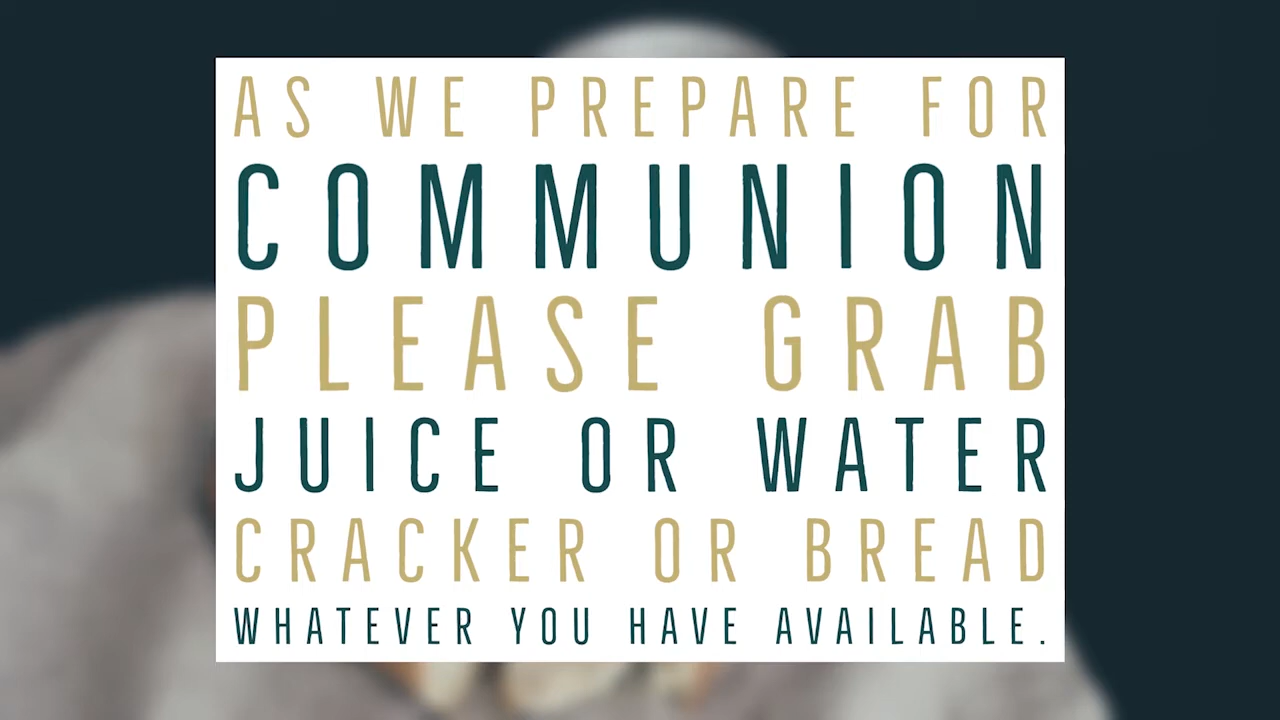 AS WE PREPARE FOR
COMMUNION
PLEASE GRAB
JUICE OR WATER
CRACKER OR BREAD
WHATEVER YOU HAVE AVAILABLE.